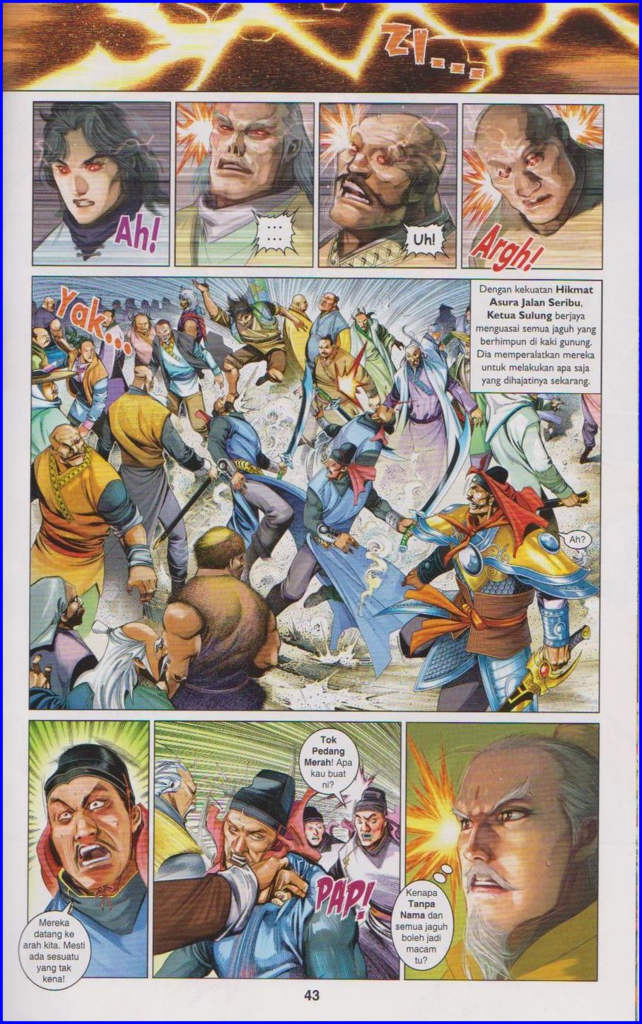 ZI...
Ah!
...
...
Uh!
Argh!
Yak...
Dengan kekuatan Hikmat
Asura Jalan Seribu,
Ketua Sulung berjaya
menguasai semua jaguh yang
berhimpun di kaki gunung.
Dia memperalatkan mereka
untuk melakukan apa saja
yang dihajatinya sekarang.
Ah?
Mereka
datang ke
arah kita. Mesti
ada sesuatu
yang tak
kena!
Tok
Pedang
Merah! Apa
kau buat
ni?
PAP!
Kenapa
Tanpa
Nama dan
semua jaguh
boleh jadi
macam
tu?
43